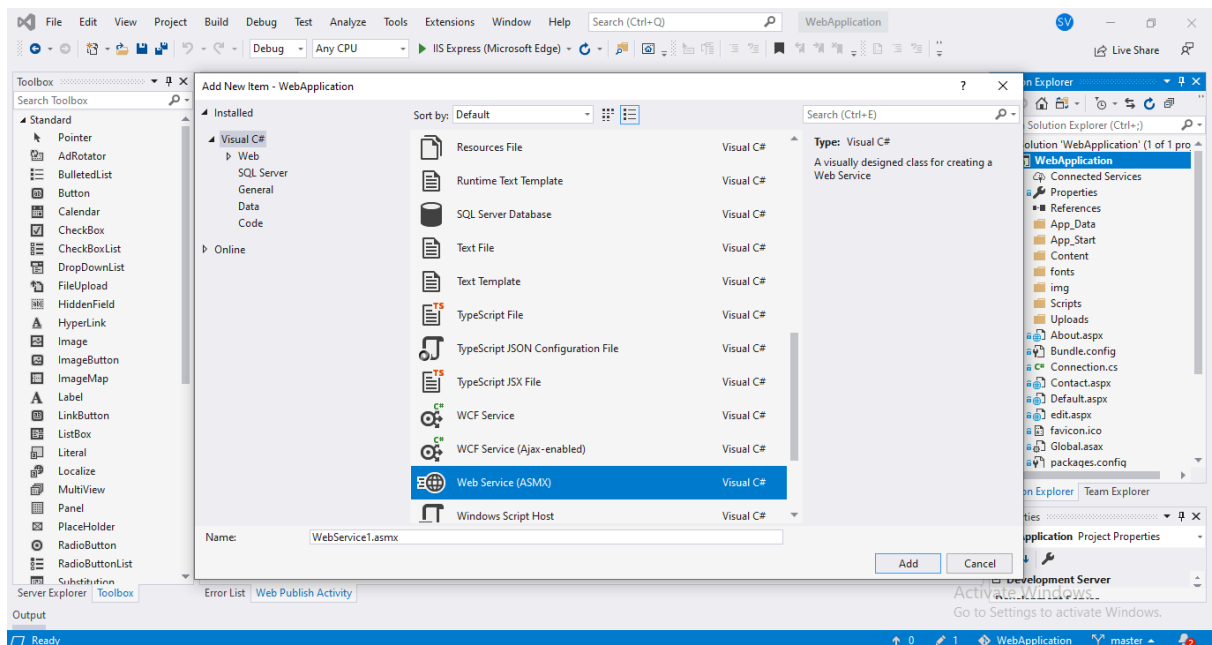 File Edit View Project Build Debug Test Analyze Tools Extensions Window Help Search (Ctrl+Q) WebApplication SV
Debug Any CPU IIS Express (Microsoft Edge) Live Share
Toolbox
Search Toolbox
Standard
Pointer
AdRotator
BulletedList
Button
Calendar
CheckBox
CheckBoxList
DropDownList
FileUpload
HiddenField
HyperLink
Image
ImageButton
ImageMap
Label
LinkButton
ListBox
Literal
Localize
MultiView
Panel
PlaceHolder
RadioButton
RadioButtonList
Substitution
Server Explorer Toolbox
Add New Item - WebApplication ?
Installed
Visual C#
Web
SQL Server
General
Data
Code
Online
Sort by: Default
Search (Ctrl+E)
Resources File Visual C#
Runtime Text Template Visual C#
SQL Server Database Visual C#
Text File Visual C#
Text Template Visual C#
TypeScript File Visual C#
TypeScript JSON Configuration File Visual C#
TypeScript JSX File Visual C#
WCF Service Visual C#
WCF Service (Ajax-enabled) Visual C#
Web Service (ASMX) Visual C#
Windows Script Host Visual C#
Type: Visual C#
A visually designed class for creating a
Web Service
Name: WebService1.asmx
Add Cancel
Error List Web Publish Activity
on Explorer
Solution Explorer (Ctrl+;)
olution 'WebApplication' (1 of 1 pro
WebApplication
Connected Services
Properties
References
App_Data
App_Start
Content
fonts
img
Scripts
Uploads
About.aspx
Bundle.config
Connection.cs
Contact.aspx
Default.aspx
edit.aspx
favicon.ico
Global.asax
packages.config
on Explorer Team Explorer
ties
pplication Project Properties
Development Server
Activate Windows
Go to Settings to activate Windows.
Output
Ready 0 1 WebApplication master 2